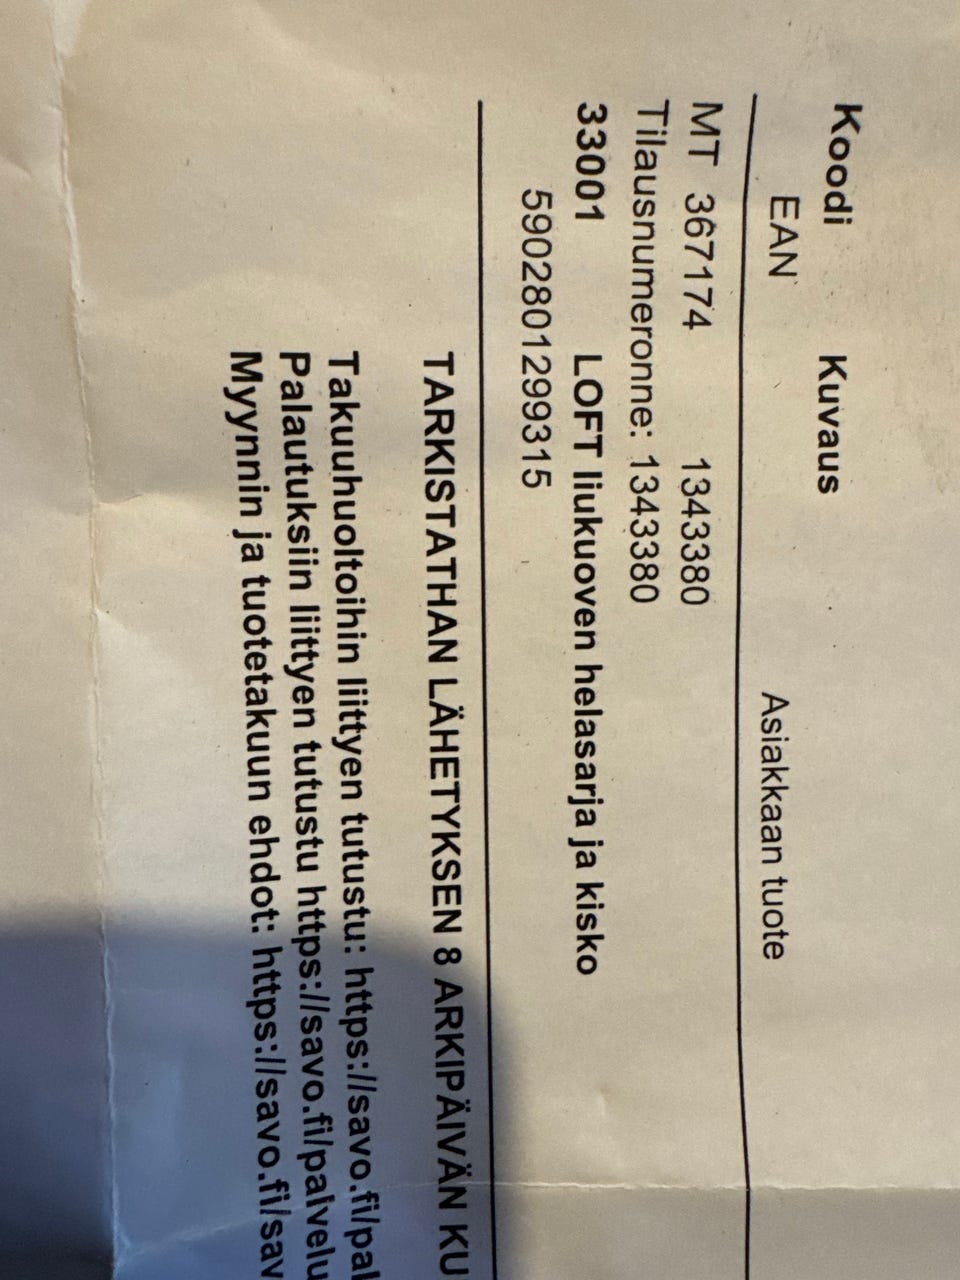 Koodi Kuvaus
EAN Asiakkaan tuote
MT 367174 1343380
Tilausnumeronne: 1343380
33001 LOFT liukuoven helasarja ja kisko
5902801299315
TARKISTATHAN LÄHETYKSEN 8 ARKIPÄIVÄN KU
Takuuhuoltoihin liittyen tutustu: https://savo.fi/pal
Palautuksiin liittyen tutustu https://savo.fi/palvelu
Myynnin ja tuotetakuun ehdot: https://savo.fi/sav